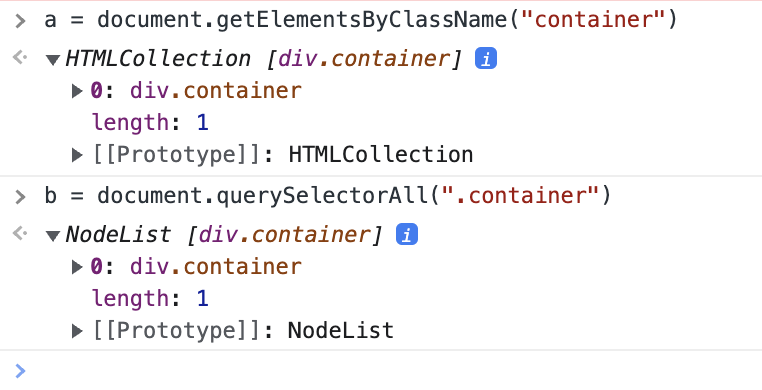 > a = document.getElementsByClassName("container")
<· ▼HTMLCollection [div.container] i
▶0: div.container
length: 1
▶[[Prototype]]: HTMLCollection
> b = document.querySelectorAll(".container")
<· ▼NodeList [div.container] i
▶0: div.container
length: 1
▶[[Prototype]]: NodeList
>